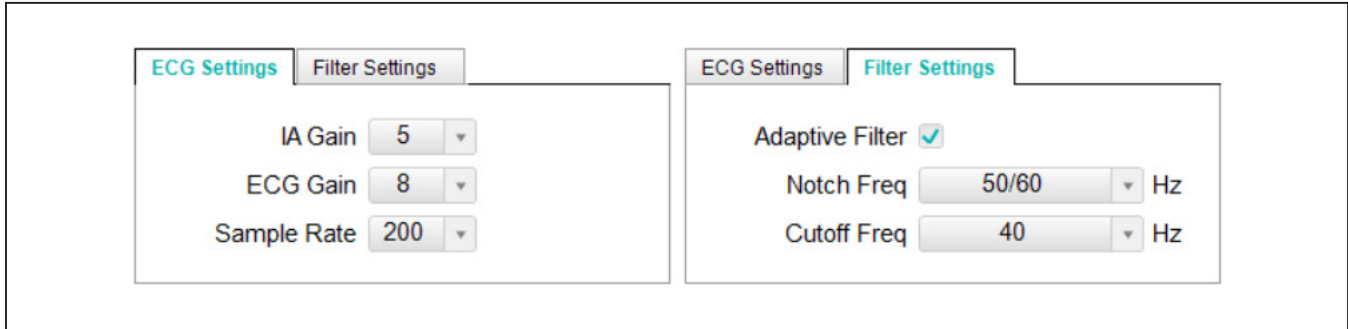 ECG Settings Filter Settings
IA Gain 5
ECG Gain 8
Sample Rate 200
ECG Settings Filter Settings
Adaptive Filter
Notch Freq 50/60 Hz
Cutoff Freq 40 Hz